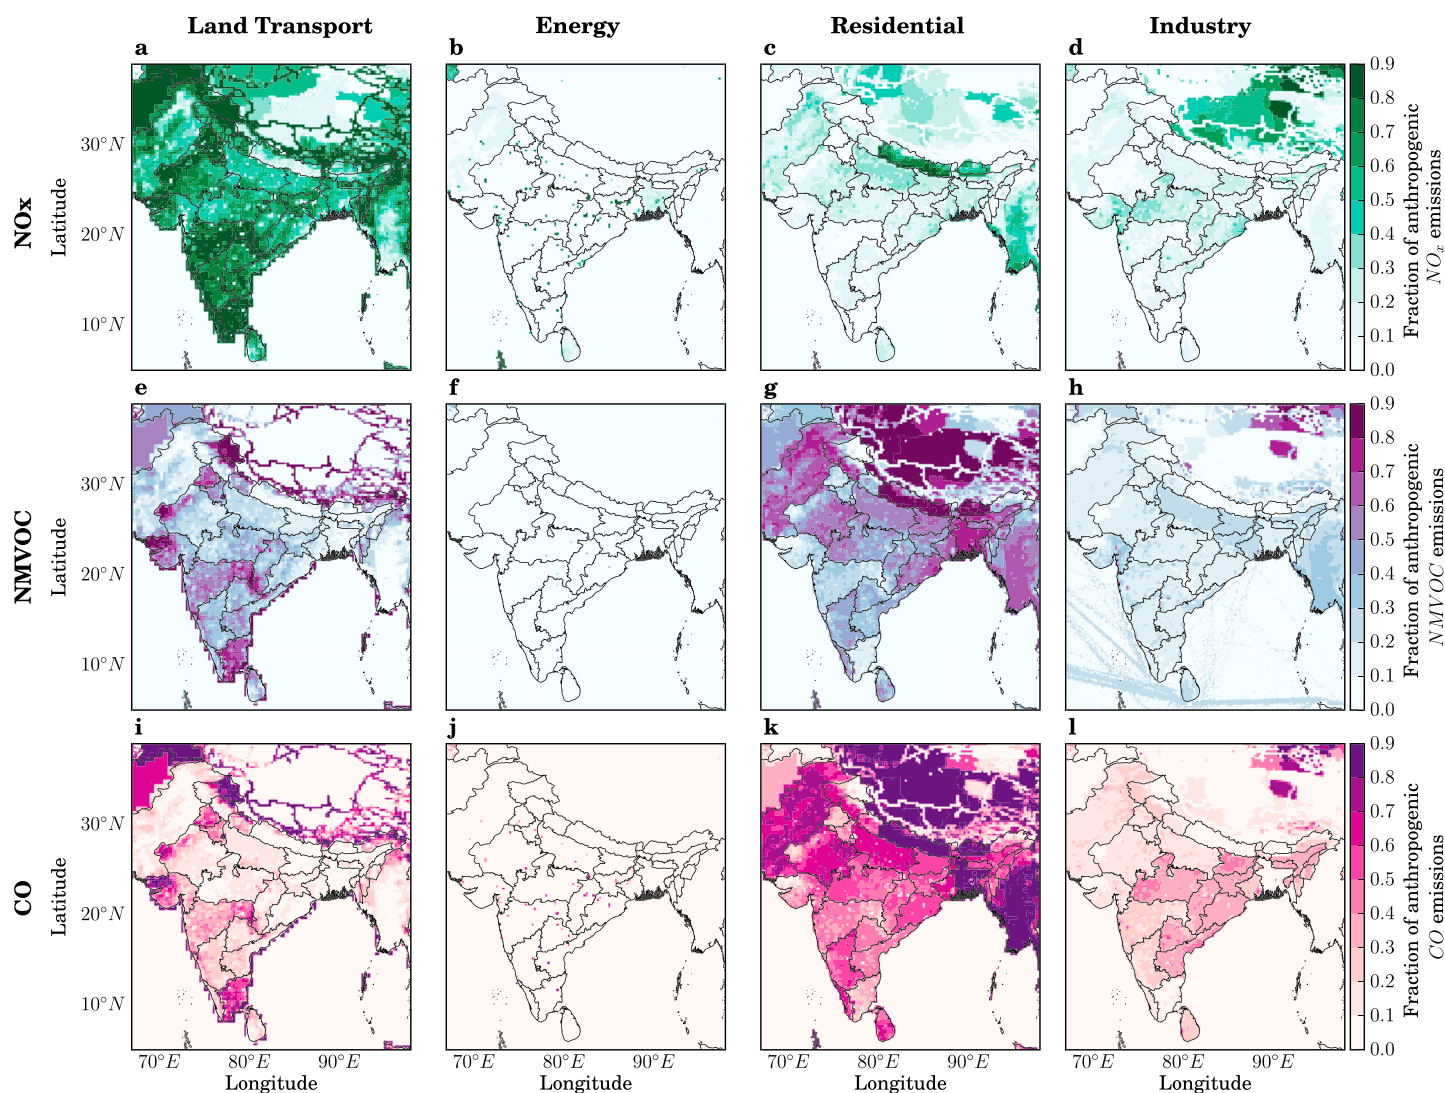 Land Transport Energy Residential Industry
a b c d
NOx
Latitude
30°N
20°N
10°N
0.9
0.8
0.7
0.6
0.5
0.4
0.3
0.2
0.1
0.0
Fraction of anthropogenic
NOx emissions
e f g h
NMVOC
Latitude
30°N
20°N
10°N
0.9
0.8
0.7
0.6
0.5
0.4
0.3
0.2
0.1
0.0
Fraction of anthropogenic
NMVOC emissions
i j k l
CO
Latitude
30°N
20°N
10°N
0.9
0.8
0.7
0.6
0.5
0.4
0.3
0.2
0.1
0.0
Fraction of anthropogenic
CO emissions
70°E 80°E 90°E 70°E 80°E 90°E 70°E 80°E 90°E 70°E 80°E 90°E
Longitude Longitude Longitude Longitude